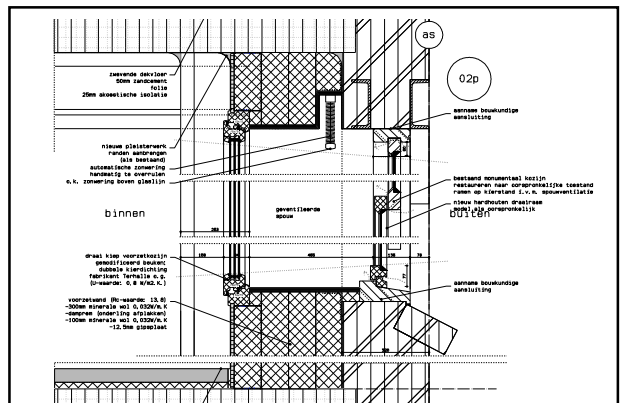 as
02p
zwevende dekvloer
50mm zandcement
folie
25mm akoestische isolatie
aanname bouwkundige
aansluiting
nieuwe pleisterwerk
randen aanbrengen
(als bestaand)
automatische zonwering
handmatig te overrulen
o.k. zonwering boven glaslijn
bestaand monumentaal kozijn
restaureren naar oorspronkelijke toestand
ramen op kierstand i.v.m. spouwventilatie
nieuw hardhouten draairaam
model als oorspronkelijk
binnen
geventileerde
spouw
buiten
draai kiep voorzetkozijn
gemodificeerd beuken:
dubbele kierdichting
fabrikant Terhalle o.g.
(U-waarde: 0,8 W/m2 K.)
aanname bouwkundige
aansluiting
voorzetwand (Rc-waarde: 13,8)
-300mm minerale wol 0,032W/m.K
-damprem (onderling afplakken)
-100mm minerale wol 0,032W/m.K
-12,5mm gipsplaat